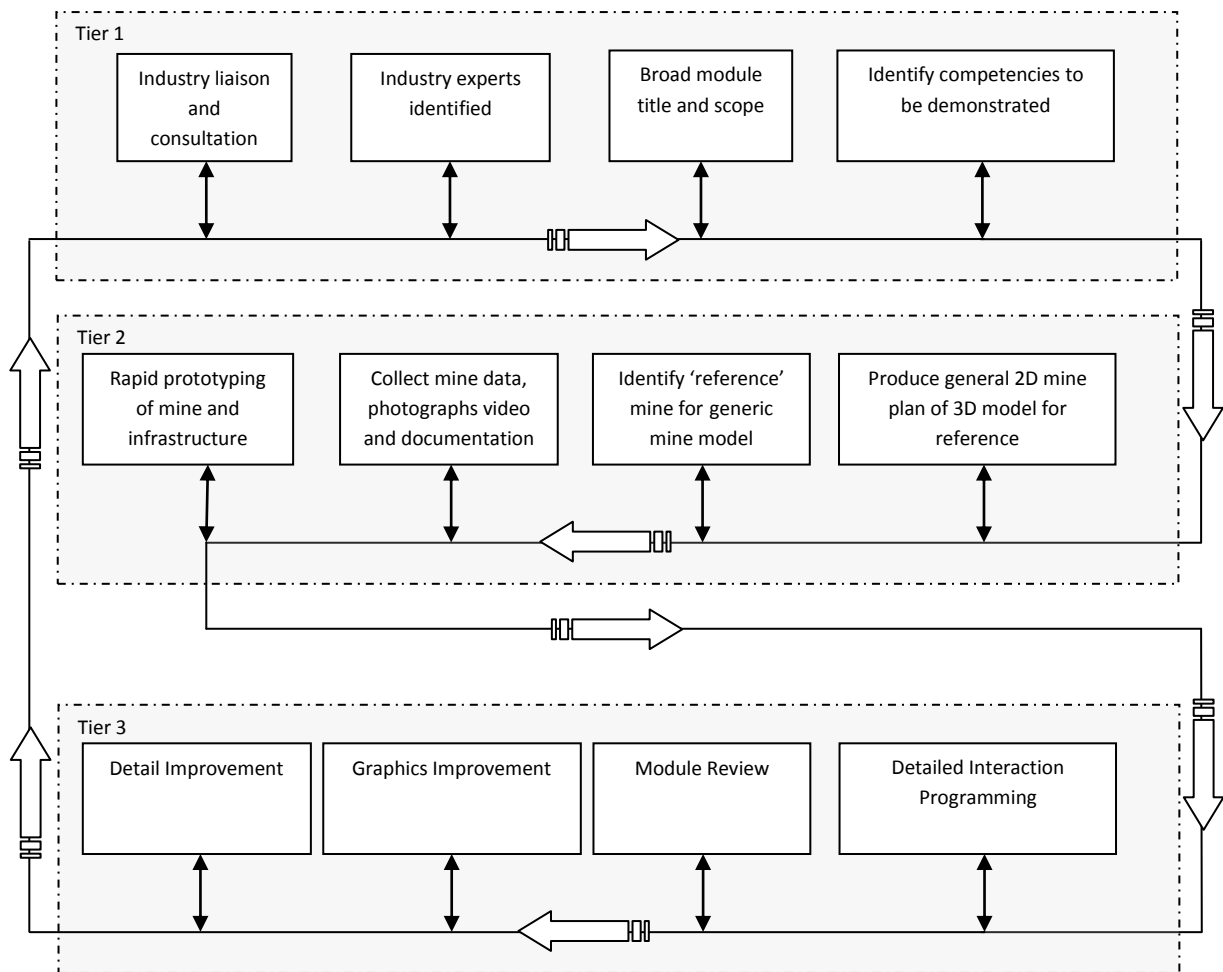 Tier 1
Industry liaison
and
consultation
Industry experts
identified
Broad module
title and scope
Identify competencies to
be demonstrated
Tier 2
Rapid prototyping
of mine and
infrastructure
Collect mine data,
photographs video
and documentation
Identify ‘reference’
mine for generic
mine model
Produce general 2D mine
plan of 3D model for
reference
Tier 3
Detail Improvement
Graphics Improvement
Module Review
Detailed Interaction
Programming